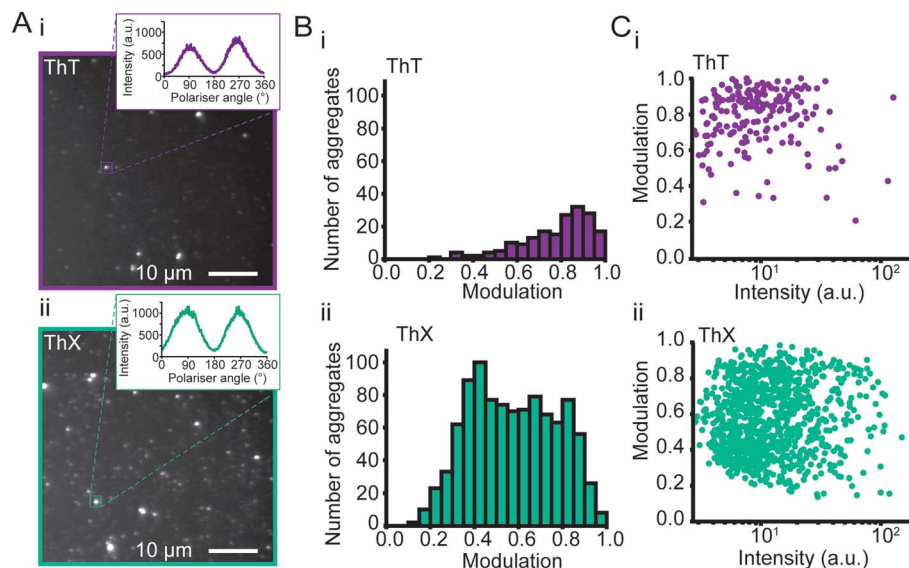 A
i
ThT
1000
500
250
0
Intensity (a.u.)
0 90 180 270 360
Polariser angle (°)
10 µm
ii
ThX
1000
500
250
0
Intensity (a.u.)
0 90 180 270 360
Polariser angle (°)
10 µm
B
i
ThT
100
80
60
40
20
0
Number of aggregates
0.0 0.2 0.4 0.6 0.8 1.0
Modulation
ii
ThX
100
80
60
40
20
0
Number of aggregates
0.0 0.2 0.4 0.6 0.8 1.0
Modulation
C
i
ThT
1.0
0.8
0.6
0.4
0.2
0.0
Modulation
10¹ 10²
Intensity (a.u.)
ii
ThX
1.0
0.8
0.6
0.4
0.2
0.0
Modulation
10¹ 10²
Intensity (a.u.)